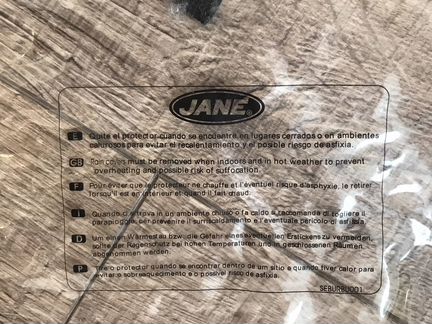 JANÉ®
E Quite el protector cuando se encuentre en lugares cerrados o en ambientes
calurosos para evitar el recalentamiento y el posible riesgo de asfixia.
GB Rain covers must be removed when indoors and in hot weather to prevent
overheating and possible risk of suffocation.
F Pour éviter que le protecteur ne chauffe et l'éventuel risque d'asphyxie, le retirer
lorsqu'il est en intérieur et quand il fait chaud.
I Quando ci si trova in un ambiente chiuso o fa caldo si raccomanda di togliere il
parapioggia, per prevenire il surriscaldamento e l'eventuale pericolo di asfissia
D Um einen Wärmestau bzw. die Gefahr eines eventuellen Erstickens zu vermeiden,
sollte der Regenschutz bei hohen Temperaturen und in geschlossenen Räumen
abgenommen werden.
P Tire o protector quando se encontrar dentro de um sitio e quando fiver calor para
evitar o sobreaquecimento e o possível risco de asfixia.
SEBURBU001